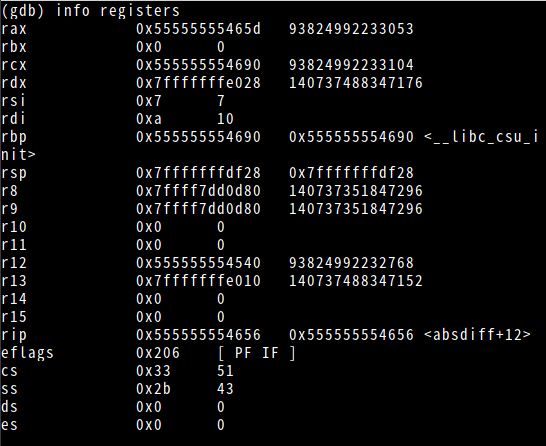 (gdb) info registers
rax 0x55555555465d 93824992233053
rbx 0x0 0
rcx 0x555555554690 93824992233104
rdx 0x7fffffffe028 140737488347176
rsi 0x7 7
rdi 0xa 10
rbp 0x555555554690 0x555555554690 <__libc_csu_i
nit>
rsp 0x7fffffffdf28 0x7fffffffdf28
r8 0x7ffff7dd0d80 140737351847296
r9 0x7ffff7dd0d80 140737351847296
r10 0x0 0
r11 0x0 0
r12 0x555555554540 93824992232768
r13 0x7fffffffe010 140737488347152
r14 0x0 0
r15 0x0 0
rip 0x555555554656 0x555555554656 <absdiff+12>
eflags 0x206 [ PF IF ]
cs 0x33 51
ss 0x2b 43
ds 0x0 0
es 0x0 0